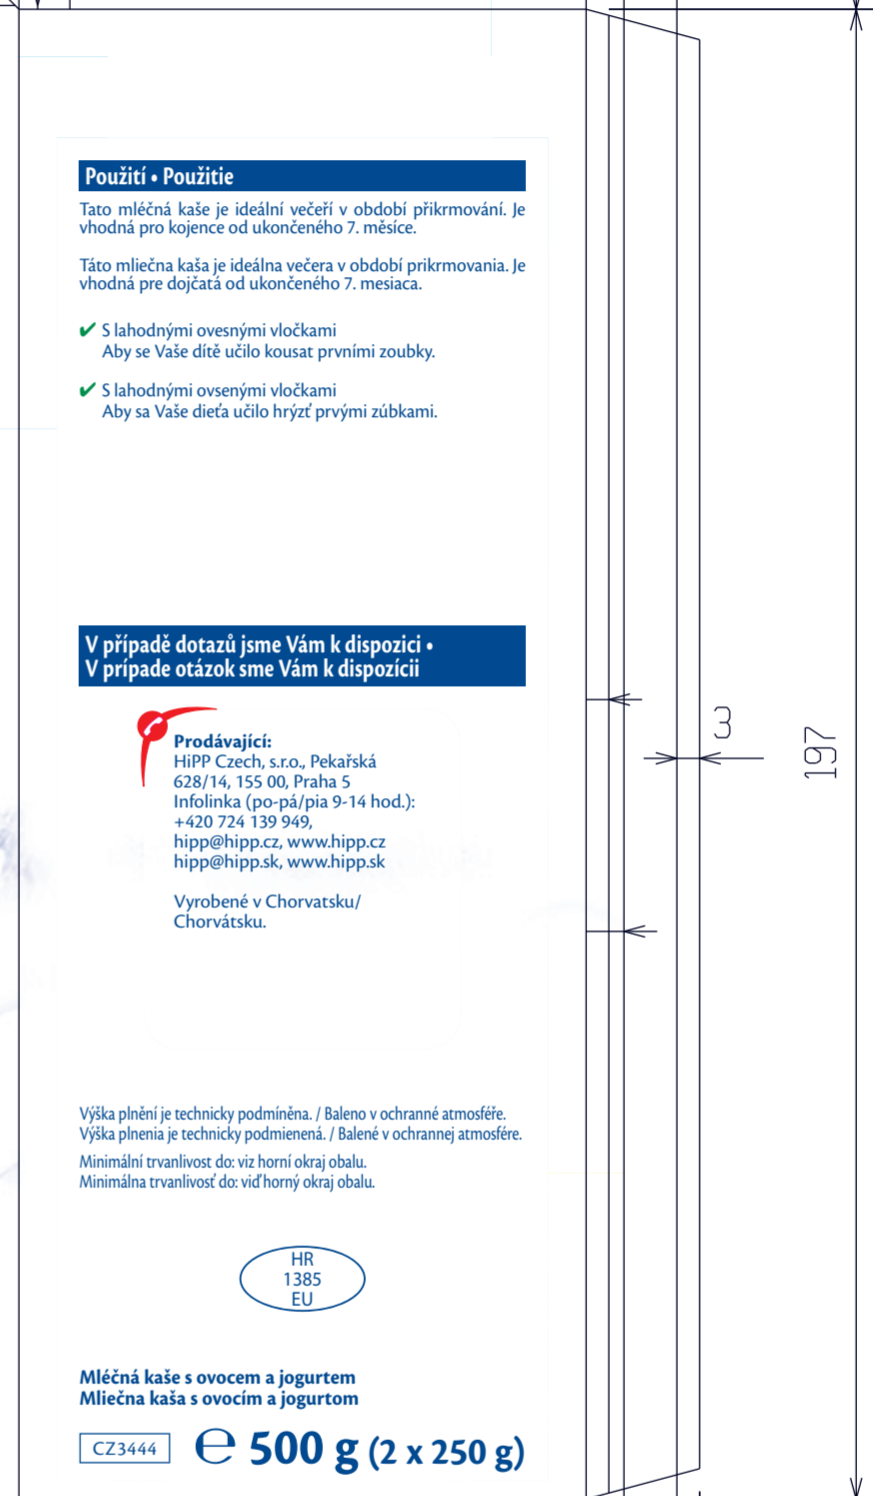 Použití • Použitie
Tato mléčná kaše je ideální večeří v období přikrmování. Je
vhodná pro kojence od ukončeného 7. měsíce.
Táto mliečna kaša je ideálna večera v období prikrmovania. Je
vhodná pre dojčatá od ukončeného 7. mesiaca.
✔ S lahodnými ovesnými vločkami
Aby se Vaše dítě učilo kousat prvními zoubky.
✔ S lahodnými ovsenými vločkami
Aby sa Vaše dieťa učilo hrýzť prvými zúbkami.
V případě dotazů jsme Vám k dispozici •
V prípade otázok sme Vám k dispozícii
Prodávající:
HiPP Czech, s.r.o., Pekařská
628/14, 155 00, Praha 5
Infolinka (po-pá/pia 9-14 hod.):
+420 724 139 949,
hipp@hipp.cz, www.hipp.cz
hipp@hipp.sk, www.hipp.sk
Vyrobené v Chorvatsku/
Chorvátsku.
3
197
Výška plnění je technicky podmíněna. / Baleno v ochranné atmosféře.
Výška plnenia je technicky podmienená. / Balené v ochrannej atmosfére.
Minimální trvanlivost do: viz horní okraj obalu.
Minimálna trvanlivosť do: viď horný okraj obalu.
HR
1385
EU
Mléčná kaše s ovocem a jogurtem
Mliečna kaša s ovocím a jogurtom
CZ3444 ℮ 500 g (2 x 250 g)